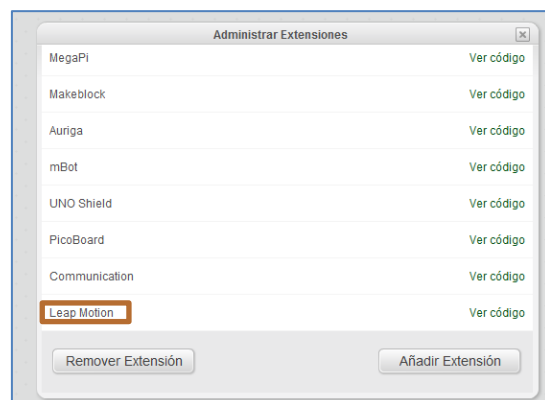 Administrar Extensiones
MegaPi Ver código
Makeblock Ver código
Auriga Ver código
mBot Ver código
UNO Shield Ver código
PicoBoard Ver código
Communication Ver código
Leap Motion Ver código
Remover Extensión Añadir Extensión